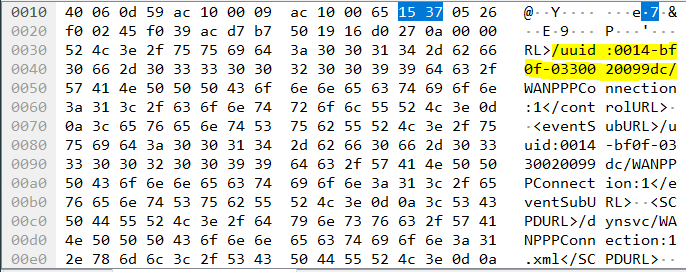 0010 40 06 0d 59 ac 10 00 09 ac 10 00 65 15 37 05 26 @··Y···· ···e·7·&
0020 f0 02 45 f0 39 ac d7 b7 50 19 16 d0 27 0a 00 00 ··E·9··· P···'···
0030 52 4c 3e 2f 75 75 69 64 3a 30 30 31 34 2d 62 66 RL>/uuid :0014-bf
0040 30 66 2d 30 33 33 30 30 32 30 30 39 39 64 63 2f 0f-03300 20099dc/
0050 57 41 4e 50 50 50 43 6f 6e 6e 65 63 74 69 6f 6e WANPPPCo nnection
0060 3a 31 3c 2f 63 6f 6e 74 72 6f 6c 55 52 4c 3e 0d :1</cont rolURL>·
0070 0a 3c 65 76 65 6e 74 53 75 62 55 52 4c 3e 2f 75 ·<eventS ubURL>/u
0080 75 69 64 3a 30 30 31 34 2d 62 66 30 66 2d 30 33 uid:0014 -bf0f-03
0090 33 30 30 32 30 30 39 39 64 63 2f 57 41 4e 50 50 30020099 dc/WANPP
00a0 50 43 6f 6e 6e 65 63 74 69 6f 6e 3a 31 3c 2f 65 PConnect ion:1</e
00b0 76 65 6e 74 53 75 62 55 52 4c 3e 0d 0a 3c 53 43 ventSubU RL>··<SC
00c0 50 44 55 52 4c 3e 2f 64 79 6e 73 76 63 2f 57 41 PDURL>/d ynsvc/WA
00d0 4e 50 50 50 43 6f 6e 6e 65 63 74 69 6f 6e 3a 31 NPPPConn ection:1
00e0 2e 78 6d 6c 3c 2f 53 43 50 44 55 52 4c 3e 0d 0a .xml</SC PDURL>··